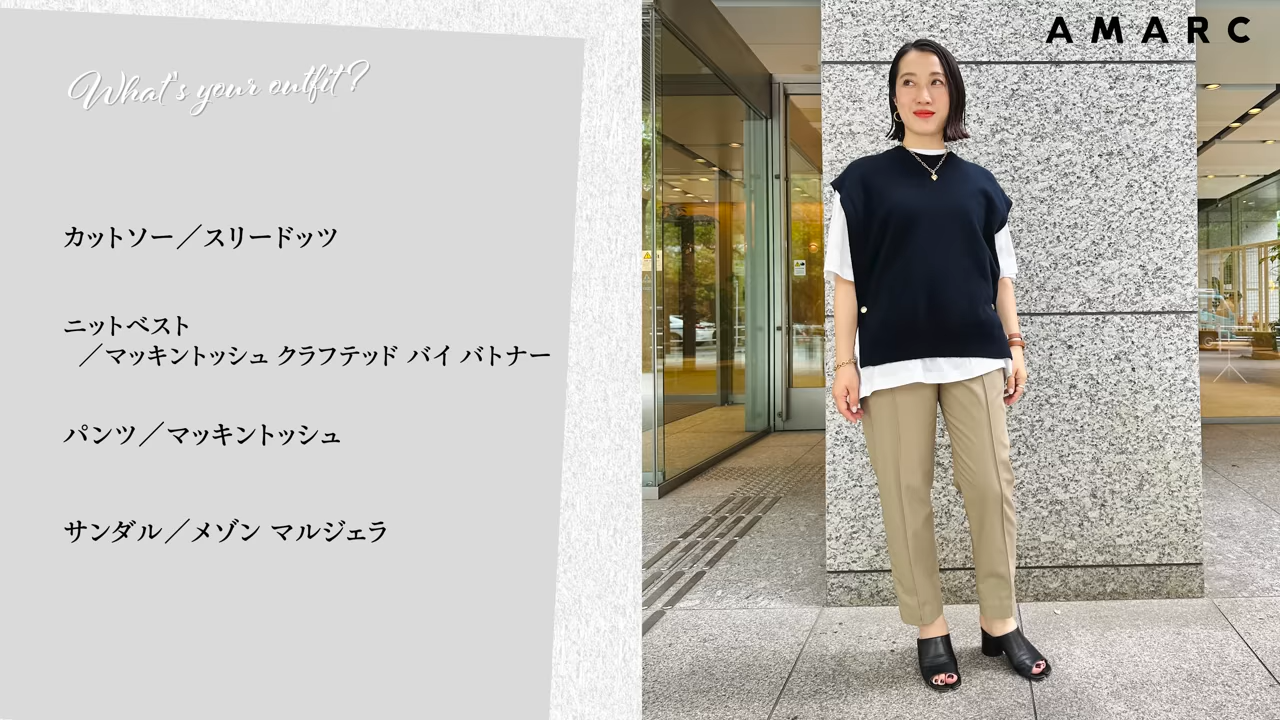 What's your outfit?
カットソー／スリードッツ
ニットベスト
／マッキントッシュ クラフテッド バイ バトナー
パンツ／マッキントッシュ
サンダル／メゾン マルジェラ
AMARC